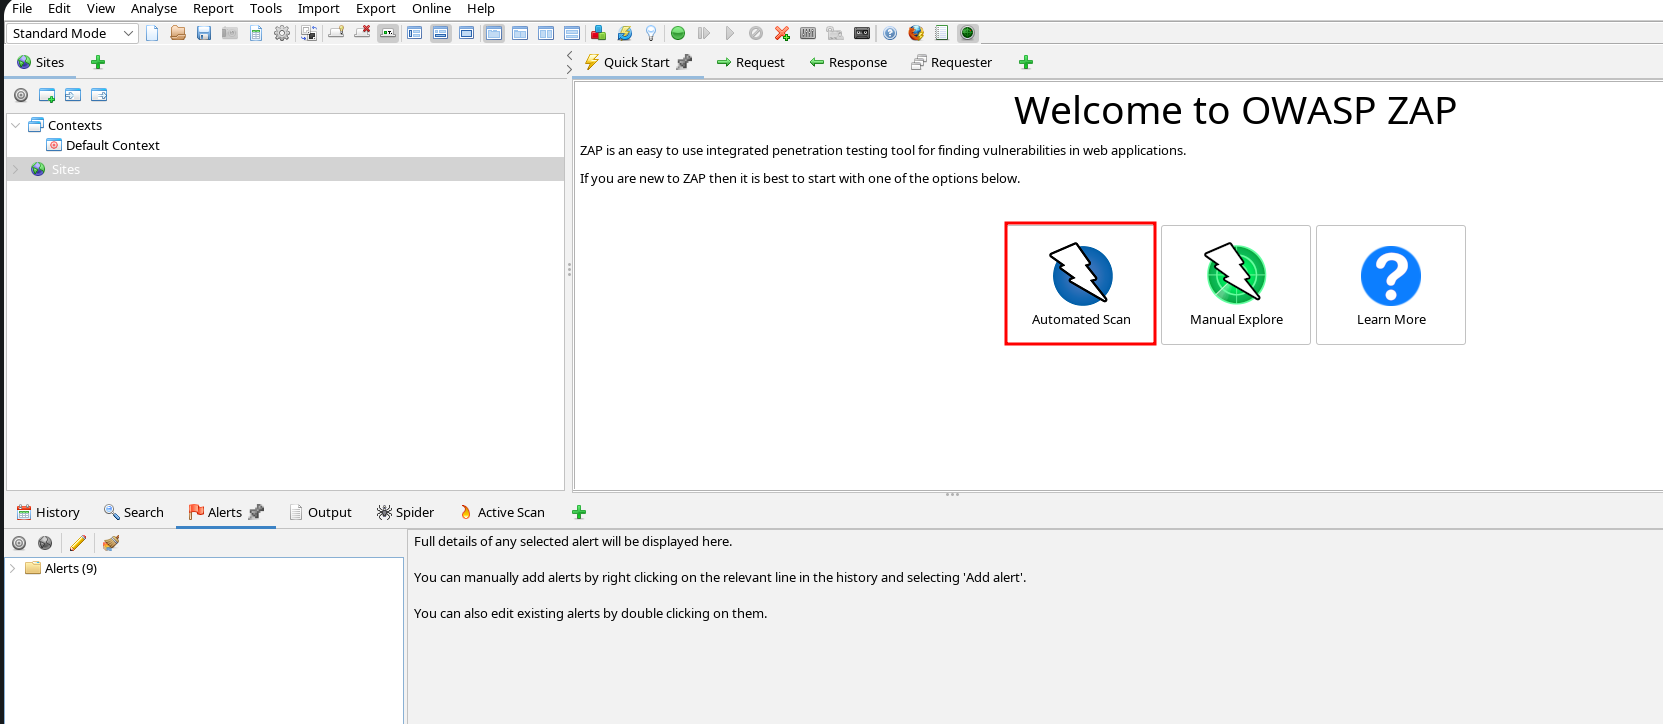 File Edit View Analyse Report Tools Import Export Online Help
Standard Mode
Sites
Quick Start Request Response Requester
Contexts
Default Context
Sites
Welcome to OWASP ZAP
ZAP is an easy to use integrated penetration testing tool for finding vulnerabilities in web applications.
If you are new to ZAP then it is best to start with one of the options below.
Automated Scan Manual Explore Learn More
History Search Alerts Output Spider Active Scan
Alerts (9)
Full details of any selected alert will be displayed here.
You can manually add alerts by right clicking on the relevant line in the history and selecting 'Add alert'.
You can also edit existing alerts by double clicking on them.